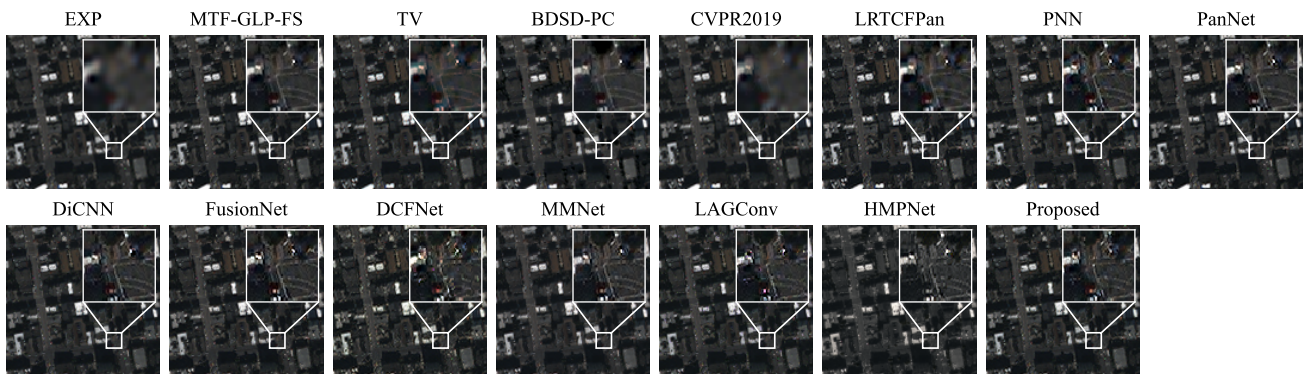 EXP MTF-GLP-FS TV BDSD-PC CVPR2019 LRTCFPan PNN PanNet
DiCNN FusionNet DCFNet MMNet LAGConv HMPNet Proposed